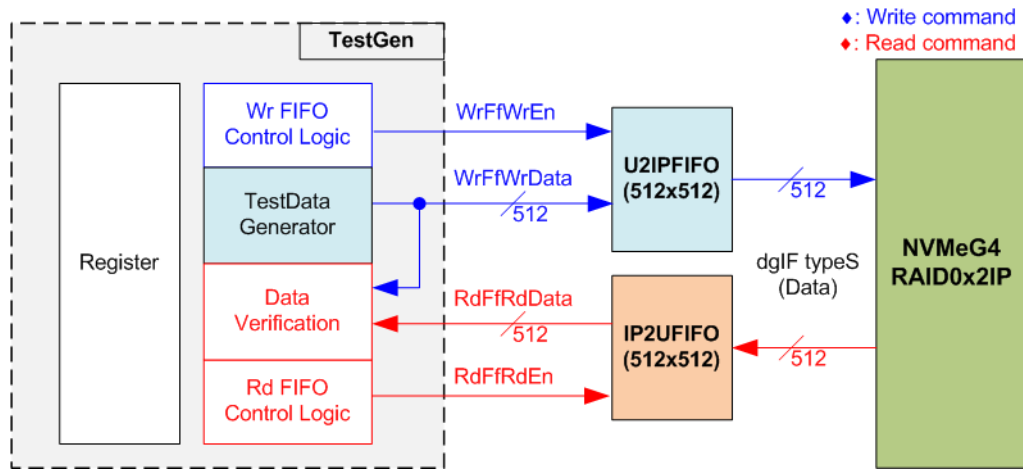 TestGen
♦: Write command
♦: Read command
Register
Wr FIFO
Control Logic
TestData
Generator
Data
Verification
Rd FIFO
Control Logic
WrFfWrEn
WrFfWrData
512
RdFfRdData
512
RdFfRdEn
U2IPFIFO
(512x512)
IP2UFIFO
(512x512)
512
dgIF typeS
(Data)
512
NVMeG4
RAID0x2IP